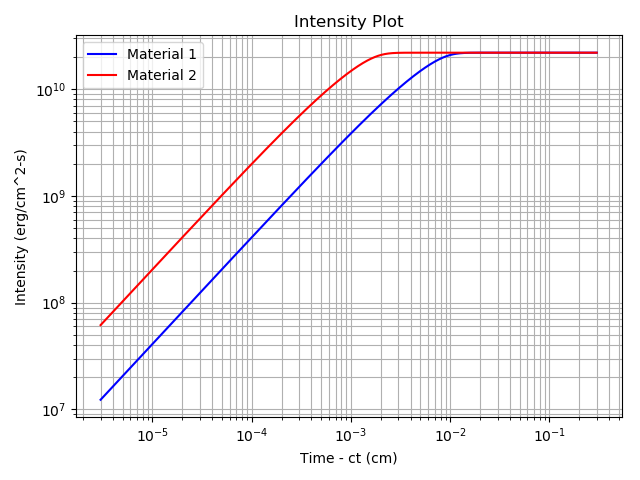 Intensity Plot
Material 1
Material 2
10^10
10^9
10^8
10^7
Intensity (erg/cm^2-s)
10^-5
10^-4
10^-3
10^-2
10^-1
Time - ct (cm)